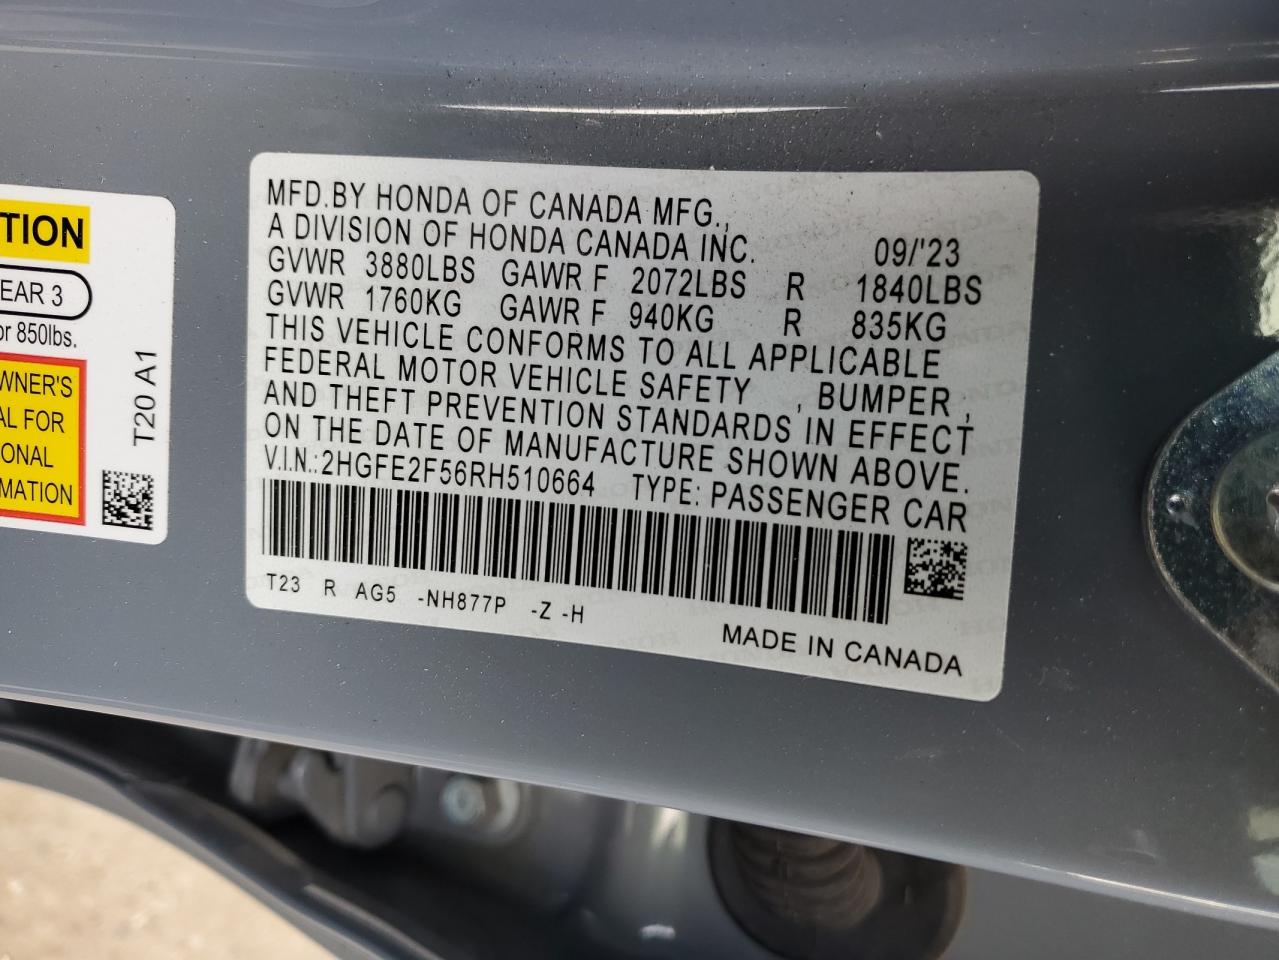 TION
EAR 3
or 850lbs.
WNER'S
AL FOR
ONAL
MATION
T20 A1
MFD.BY HONDA OF CANADA MFG.,
A DIVISION OF HONDA CANADA INC. 09/'23
GVWR 3880LBS GAWR F 2072LBS R 1840LBS
GVWR 1760KG GAWR F 940KG R 835KG
THIS VEHICLE CONFORMS TO ALL APPLICABLE
FEDERAL MOTOR VEHICLE SAFETY , BUMPER ,
AND THEFT PREVENTION STANDARDS IN EFFECT
ON THE DATE OF MANUFACTURE SHOWN ABOVE.
V.I.N.: 2HGFE2F56RH510664 TYPE: PASSENGER CAR
T23 R AG5 -NH877P -Z -H
MADE IN CANADA